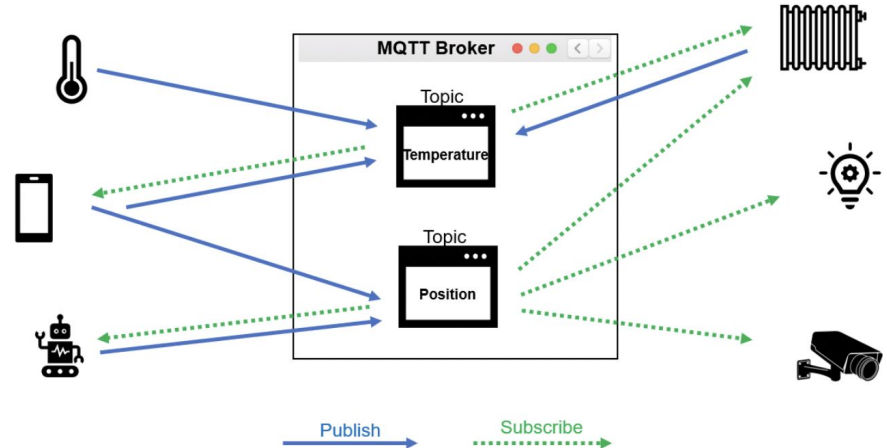 MQTT Broker
Topic
Temperature
Topic
Position
Publish
Subscribe